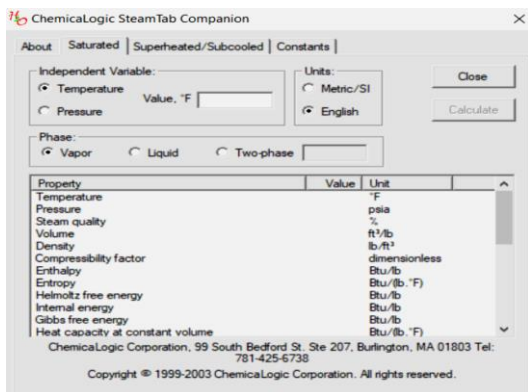 ChemicaLogic SteamTab Companion
About Saturated Superheated/Subcooled Constants
Independent Variable:
Temperature
Pressure
Value, °F
Units:
Metric/SI
English
Close
Calculate
Phase:
Vapor Liquid Two-phase
Property Value Unit
Temperature °F
Pressure psia
Steam quality %
Volume ft³/lb
Density lb/ft³
Compressibility factor dimensionless
Enthalpy Btu/lb
Entropy Btu/(lb.°F)
Helmoltz free energy Btu/lb
Internal energy Btu/lb
Gibbs free energy Btu/lb
Heat capacity at constant volume Btu/(lb.°F)
ChemicaLogic Corporation, 99 South Bedford St. Ste 207, Burlington, MA 01803 Tel:
781-425-6738
Copyright © 1999-2003 ChemicaLogic Corporation. All rights reserved.